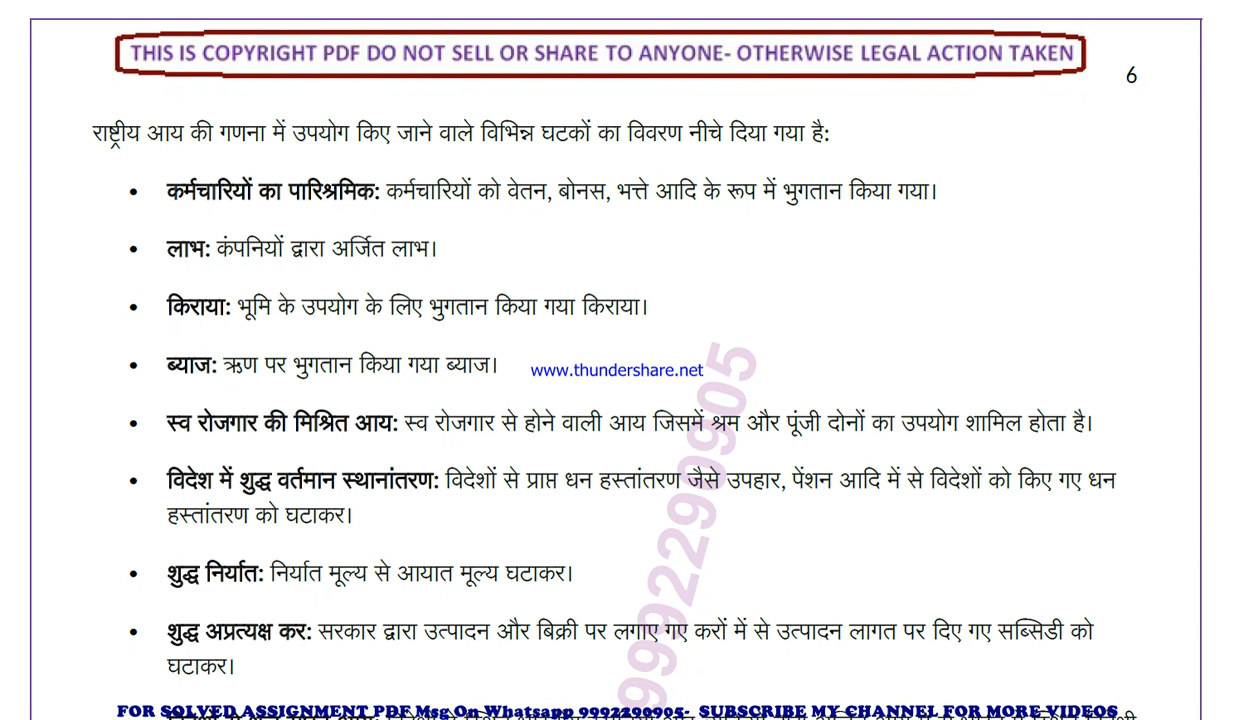 THIS IS COPYRIGHT PDF DO NOT SELL OR SHARE TO ANYONE- OTHERWISE LEGAL ACTION TAKEN
6
राष्ट्रीय आय की गणना में उपयोग किए जाने वाले विभिन्न घटकों का विवरण नीचे दिया गया है:
• कर्मचारियों का पारिश्रमिक: कर्मचारियों को वेतन, बोनस, भत्ते आदि के रूप में भुगतान किया गया।
• लाभ: कंपनियों द्वारा अर्जित लाभ।
• किराया: भूमि के उपयोग के लिए भुगतान किया गया किराया।
• ब्याज: ऋण पर भुगतान किया गया ब्याज।
www.thundershare.net
• स्व रोजगार की मिश्रित आय: स्व रोजगार से होने वाली आय जिसमें श्रम और पूंजी दोनों का उपयोग शामिल होता है।
• विदेश में शुद्ध वर्तमान स्थानांतरण: विदेशों से प्राप्त धन हस्तांतरण जैसे उपहार, पेंशन आदि में से विदेशों को किए गए धन
हस्तांतरण को घटाकर।
• शुद्ध निर्यात: निर्यात मूल्य से आयात मूल्य घटाकर।
• शुद्ध अप्रत्यक्ष कर: सरकार द्वारा उत्पादन और बिक्री पर लगाए गए करों में से उत्पादन लागत पर दिए गए सब्सिडी को
घटाकर।
9992290905
FOR SOLVED ASSIGNMENT PDF Msg On Whatsapp 9992290905- SUBSCRIBE MY CHANNEL FOR MORE VIDEOS